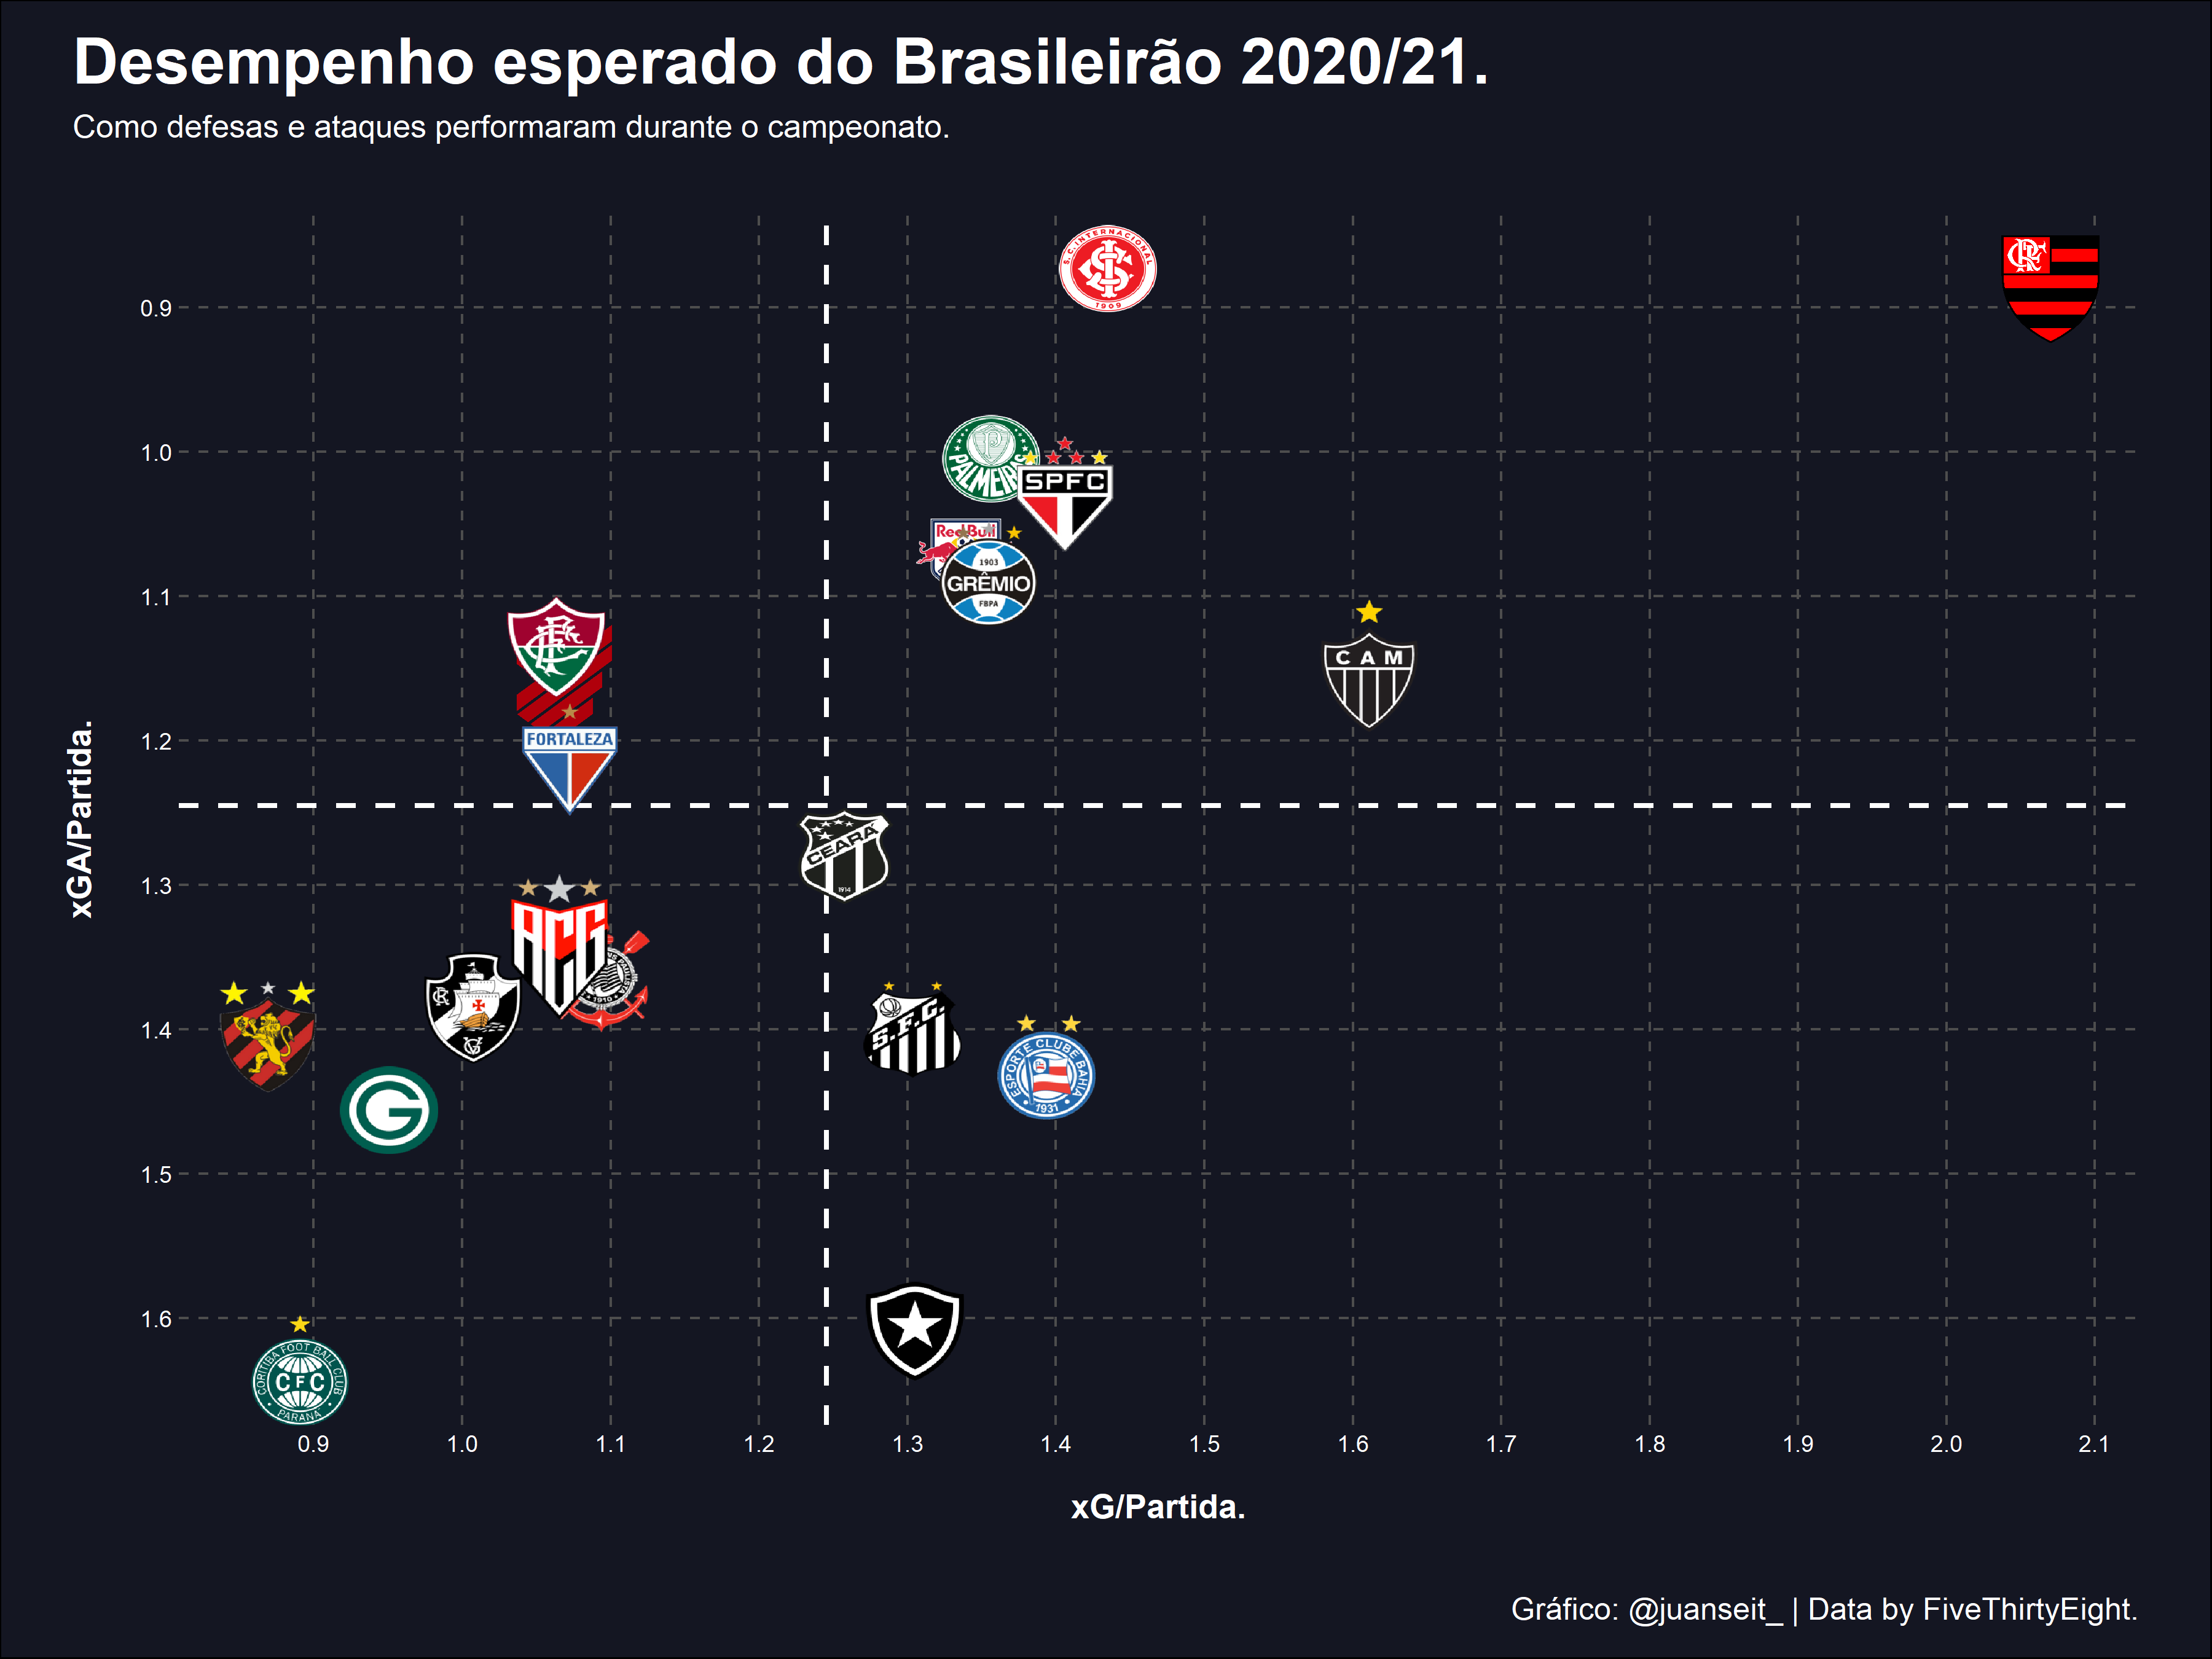 Desempenho esperado do Brasileirão 2020/21.
Como defesas e ataques performaram durante o campeonato.
S.C. INTERNACIONAL
1909
0.9
PALMEIRAS
1.0
SPFC
RedBull
1903
GRÊMIO
FBPA
1.1
CAM
1.2
FORTALEZA
xGA/Partida.
CEARÁ
1914
1.3
ACG
1910
1.4
S.F.C.
ESPORTE CLUBE BAHIA
1931
G
1.5
1.6
CORITIBA FOOT BALL CLUB
CFC
PARANÁ
0.9 1.0 1.1 1.2 1.3 1.4 1.5 1.6 1.7 1.8 1.9 2.0 2.1
xG/Partida.
Gráfico: @juanseit_ | Data by FiveThirtyEight.